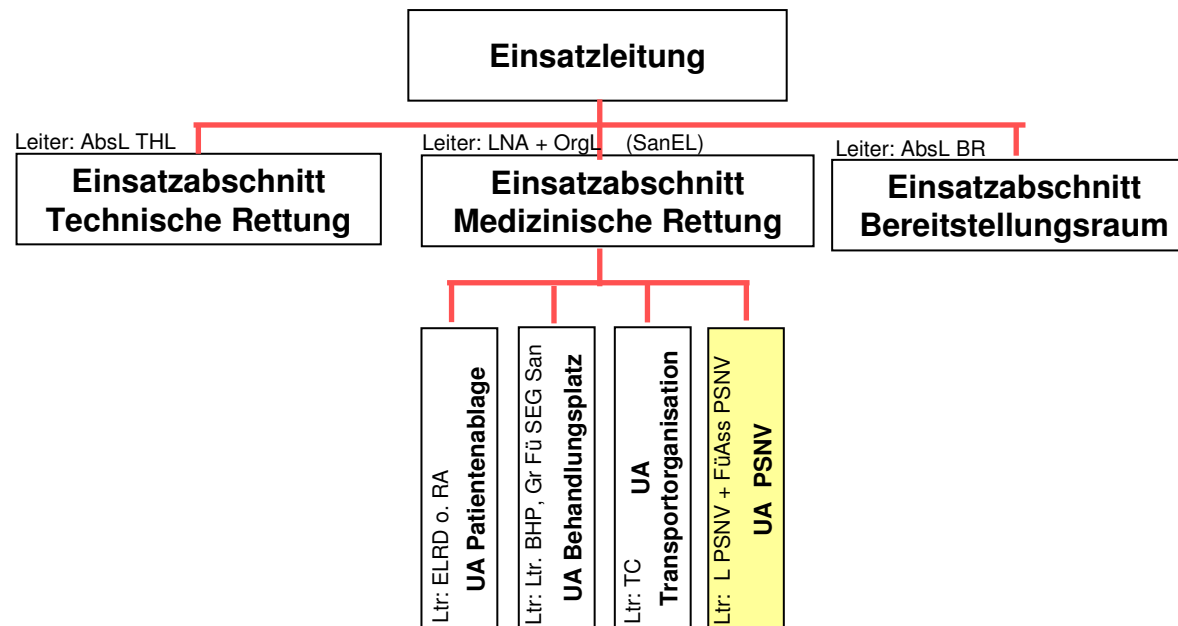 Einsatzleitung
Leiter: AbsL THL
Einsatzabschnitt
Technische Rettung
Leiter: LNA + OrgL (SanEL)
Einsatzabschnitt
Medizinische Rettung
Leiter: AbsL BR
Einsatzabschnitt
Bereitstellungsraum
Ltr: ELRD o. RA
UA Patientenablage
Ltr: Ltr. BHP, Gr Fü SEG San
UA Behandlungsplatz
Ltr: TC
UA
Transportorganisation
Ltr: L PSNV + FüAss PSNV
UA PSNV